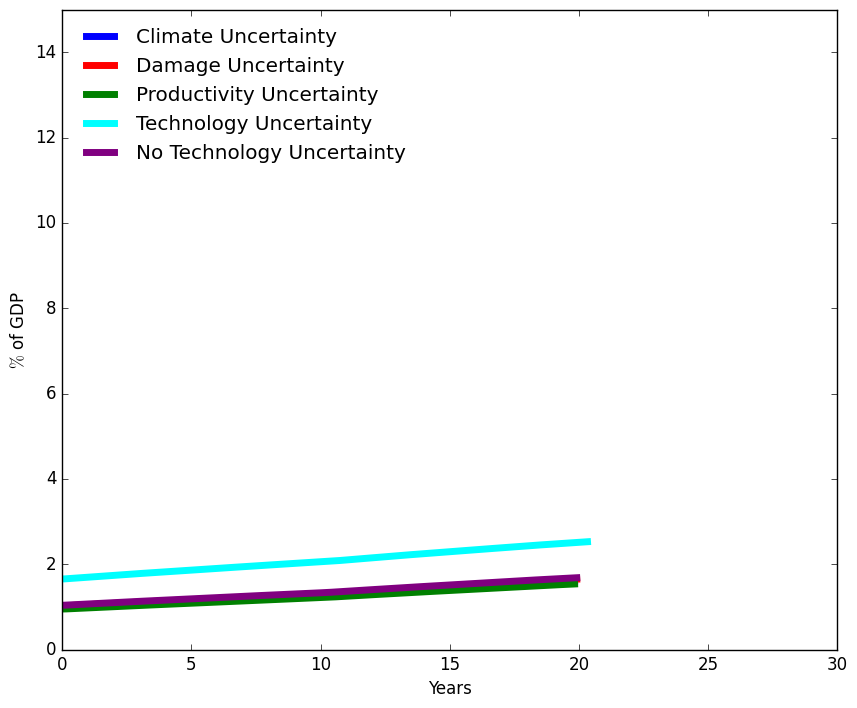 Climate Uncertainty
Damage Uncertainty
Productivity Uncertainty
Technology Uncertainty
No Technology Uncertainty
14
12
10
8
6
4
2
0
% of GDP
0 5 10 15 20 25 30
Years